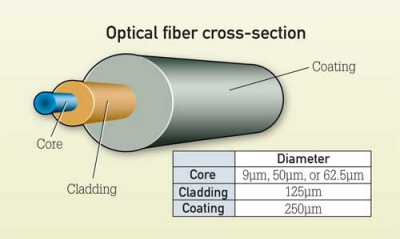 Optical fiber cross-section
Coating
Core
Cladding
Diameter
Core 9µm, 50µm, or 62.5µm
Cladding 125µm
Coating 250µm